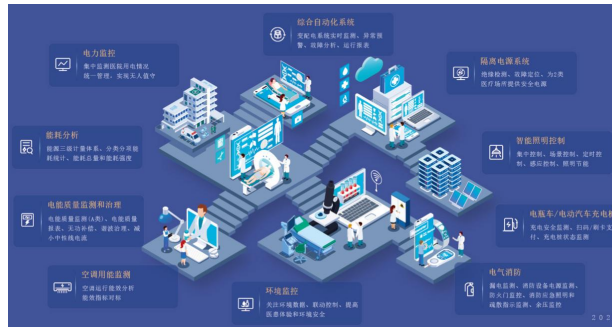 综合自动化系统
变配电系统实时监测、异常预
警、故障分析、运行报表
电力监控
集中监测医院用电情况
统一管理，实现无人值守
隔离电源系统
绝缘检测、故障定位、为2类
医疗场所提供安全电源
能耗分析
能源三级计量体系、分类分项能
耗统计、能耗总量和能耗强度
智能照明控制
集中控制、场景控制、定时控
制、感应控制、照明节能
电能质量监测和治理
电能质量监测(A类)、电能质量
报表、无功补偿、谐波治理、减
小中性线电流
电瓶车/电动汽车充电桩
充电安全监测、扫码/刷卡支
付、充电桩状态监测
空调用能监测
空调运行能效分析
能效指标对标
环境监控
关注环境数据、联动控制、提高
医患体验和环境安全
电气消防
漏电监测、消防设备电源监测、
防火门监控、消防应急照明和
疏散指示监测、余压监控
202